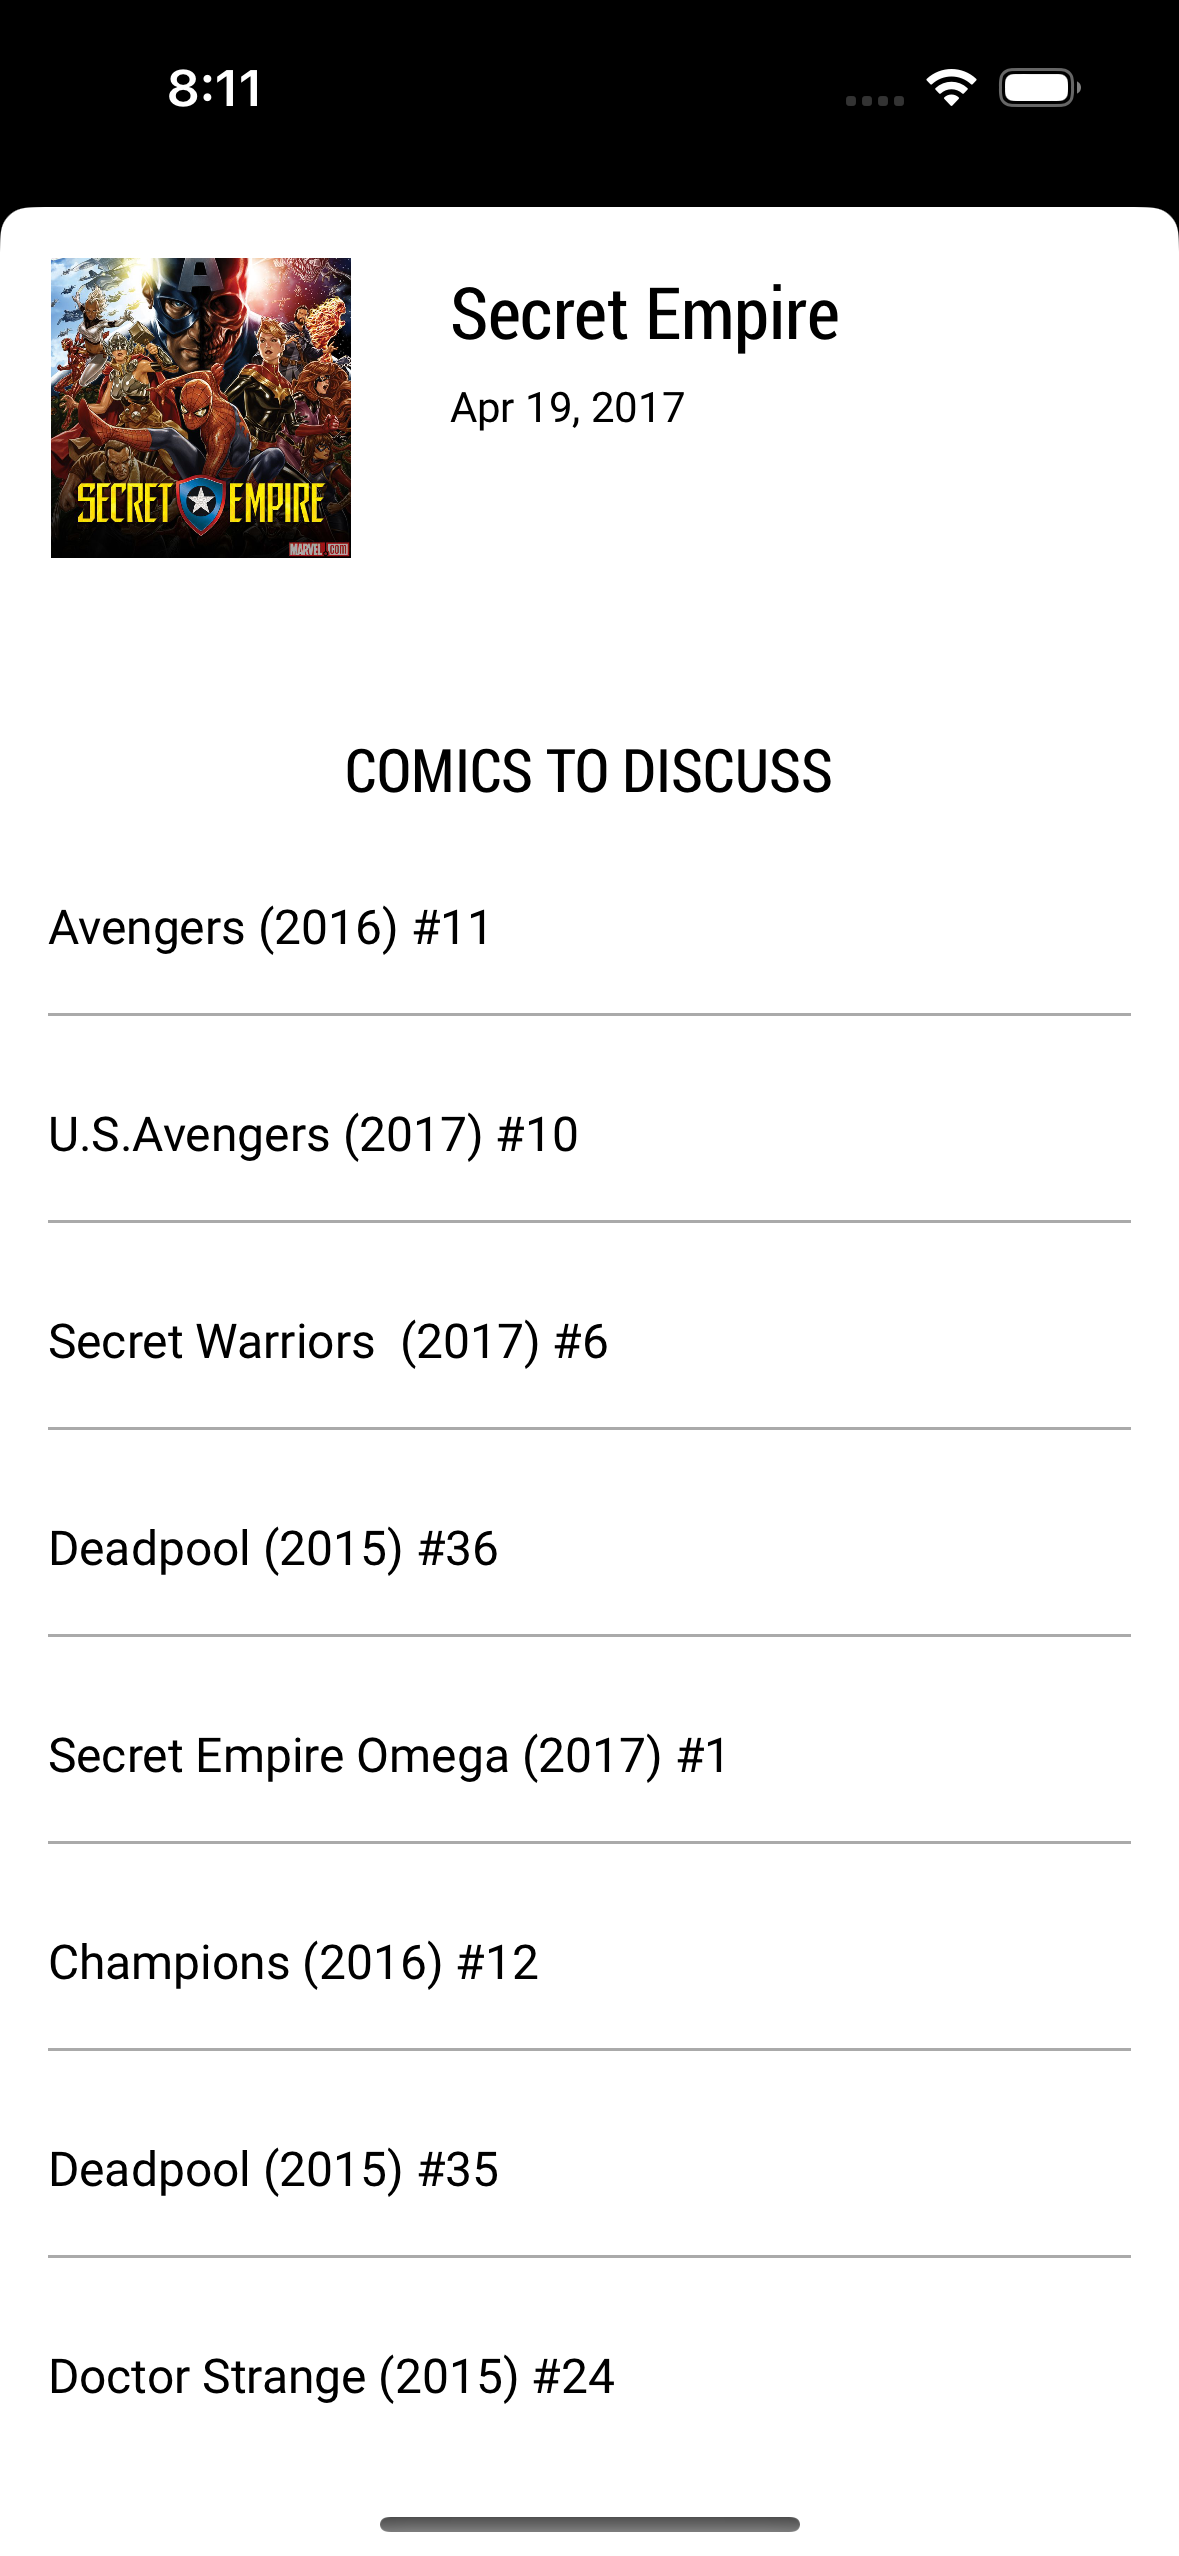 8:11
SECRET EMPIRE
MARVEL.COM
Secret Empire
Apr 19, 2017
COMICS TO DISCUSS
Avengers (2016) #11
U.S.Avengers (2017) #10
Secret Warriors  (2017) #6
Deadpool (2015) #36
Secret Empire Omega (2017) #1
Champions (2016) #12
Deadpool (2015) #35
Doctor Strange (2015) #24